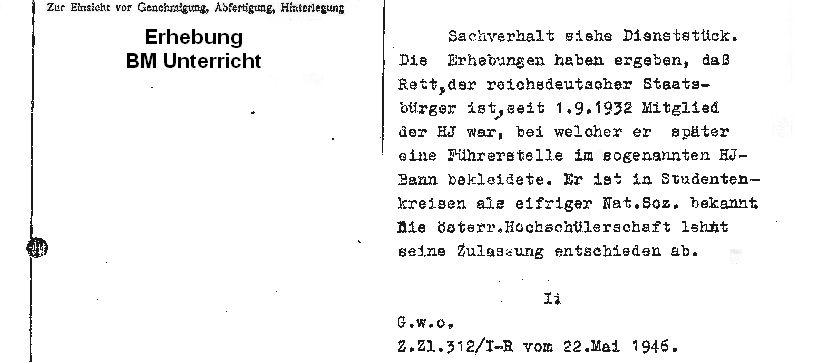 Zur Einsicht vor Genehmigung, Abfertigung, Hinterlegung
Erhebung
BM Unterricht
Sachverhalt siehe Dienststück.
Die Erhebungen haben ergeben, daß
Rett,der reichsdeutscher Staats-
bürger ist,seit 1.9.1932 Mitglied
der HJ war, bei welcher er später
eine Führerstelle im sogenannten HJ-
Bann bekleidete. Er ist in Studenten-
kreisen als eifriger Nat.Soz. bekannt
Die österr.Hochschülerschaft lehnt
seine Zulassung entschieden ab.
Ii
G.w.o.
Z.Zl.312/I-R vom 22.Mai 1946.